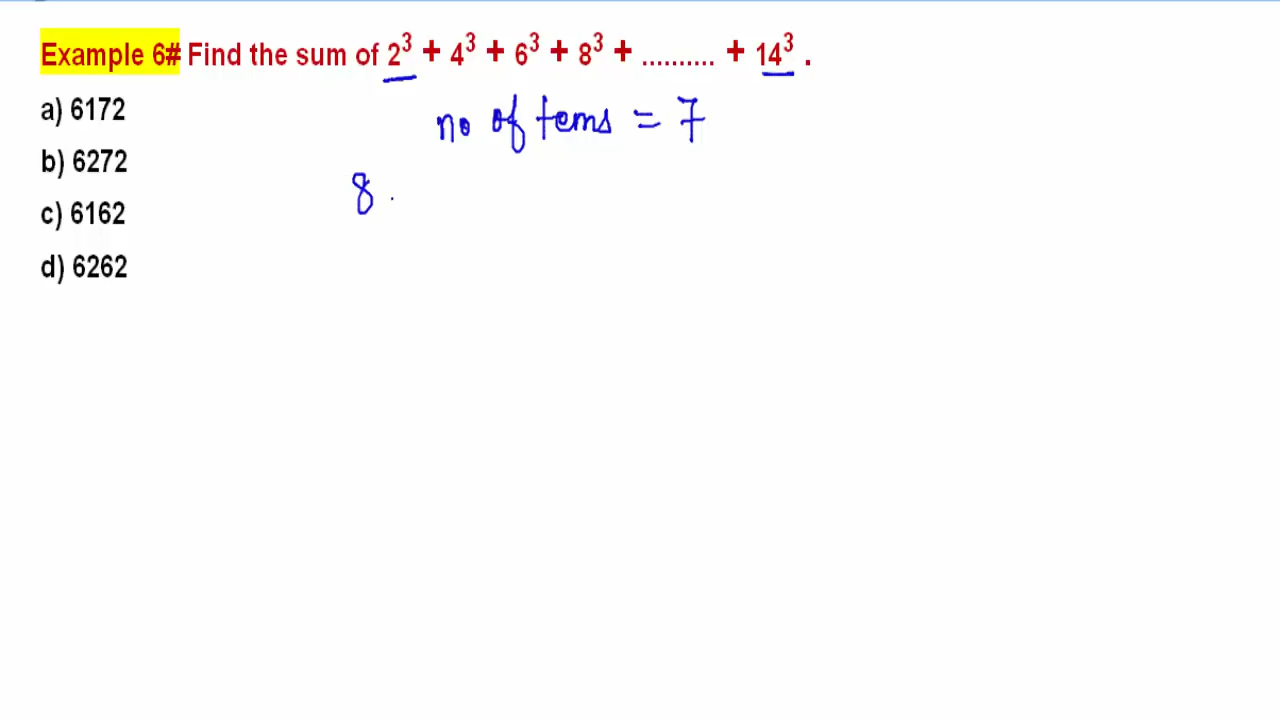 Example 6# Find the sum of 2³ + 4³ + 6³ + 8³ + .......... + 14³ .
a) 6172
no of tems = 7
b) 6272
8 .
c) 6162
d) 6262